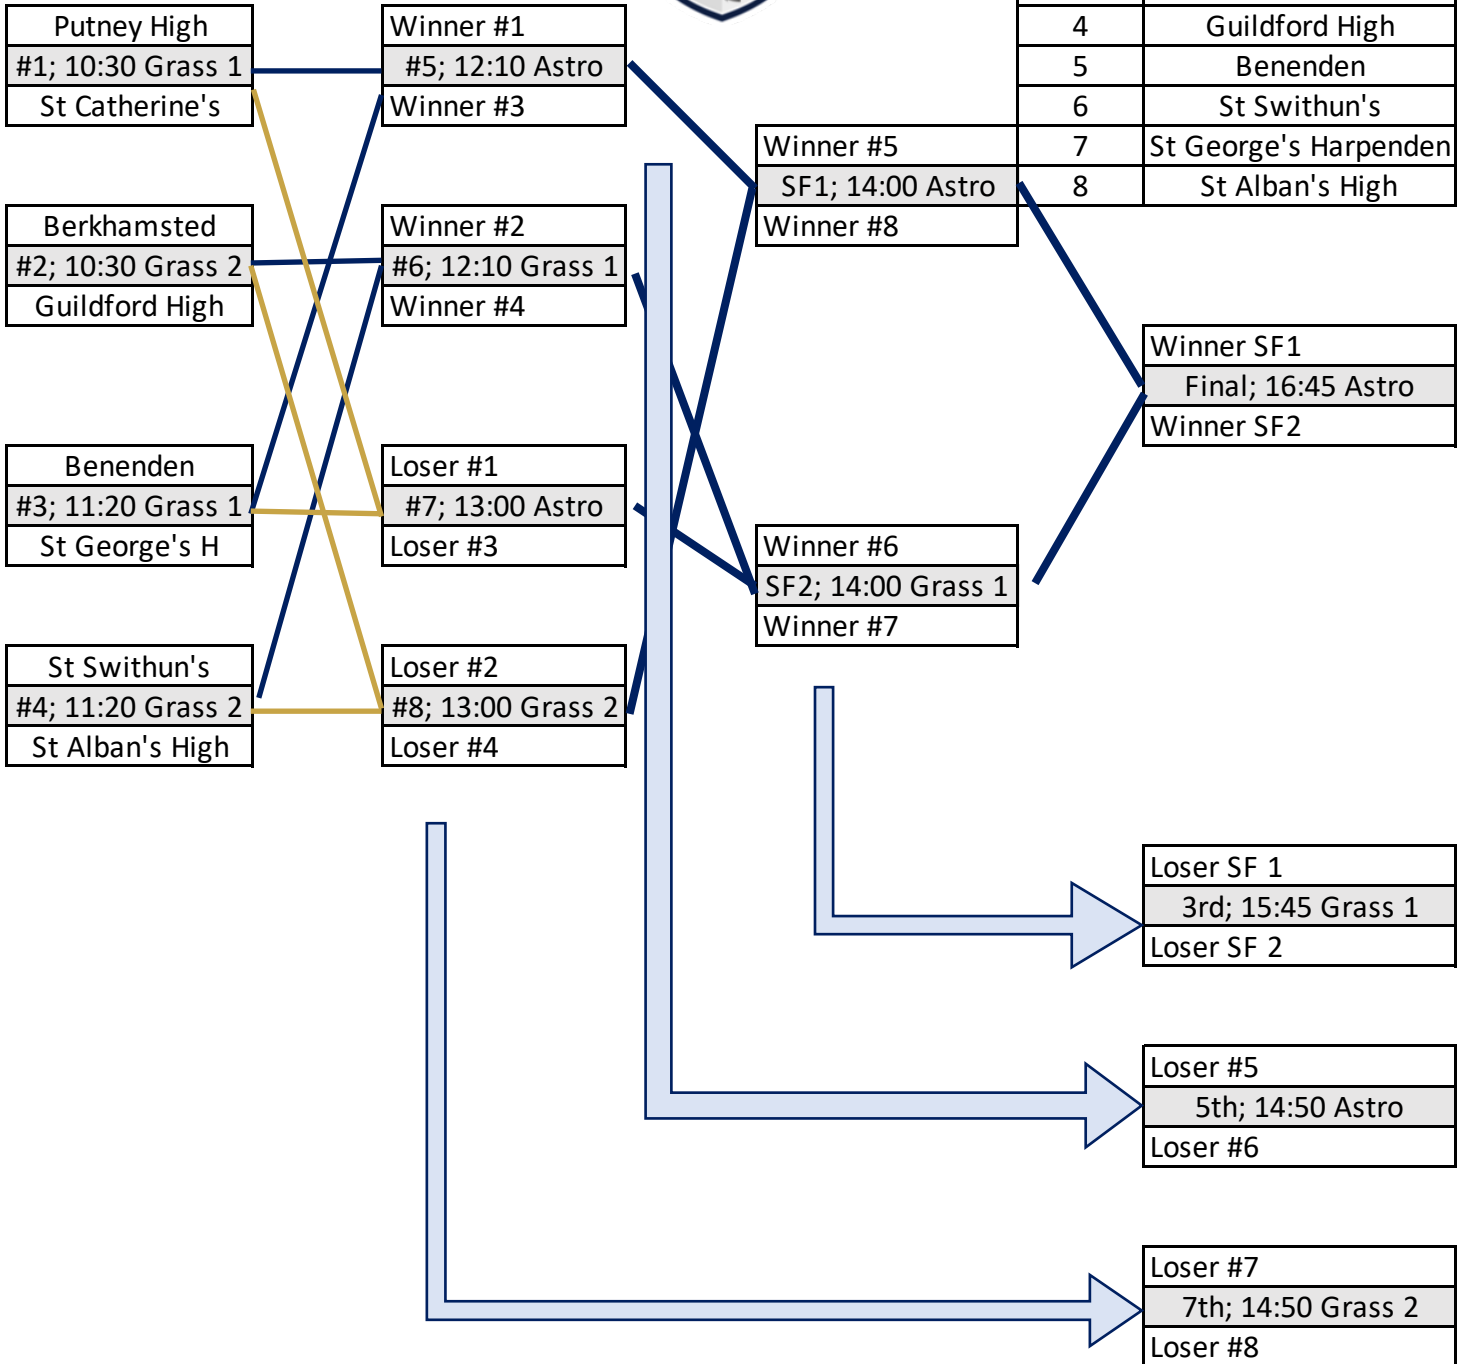 Putney High
#1; 10:30 Grass 1
St Catherine's
Berkhamsted
#2; 10:30 Grass 2
Guildford High
Benenden
#3; 11:20 Grass 1
St George's H
St Swithun's
#4; 11:20 Grass 2
St Alban's High
Winner #1
#5; 12:10 Astro
Winner #3
Winner #2
#6; 12:10 Grass 1
Winner #4
Loser #1
#7; 13:00 Astro
Loser #3
Loser #2
#8; 13:00 Grass 2
Loser #4
Winner #5
SF1; 14:00 Astro
Winner #8
Winner #6
SF2; 14:00 Grass 1
Winner #7
4 Guildford High
5 Benenden
6 St Swithun's
7 St George's Harpenden
8 St Alban's High
Winner SF1
Final; 16:45 Astro
Winner SF2
Loser SF 1
3rd; 15:45 Grass 1
Loser SF 2
Loser #5
5th; 14:50 Astro
Loser #6
Loser #7
7th; 14:50 Grass 2
Loser #8